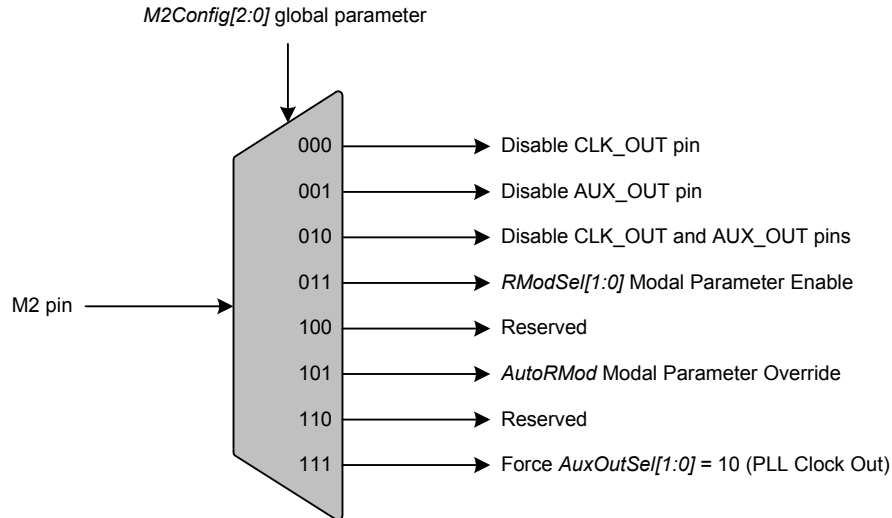 M2Config[2:0] global parameter
000 Disable CLK_OUT pin
001 Disable AUX_OUT pin
010 Disable CLK_OUT and AUX_OUT pins
011 RModSel[1:0] Modal Parameter Enable
M2 pin
100 Reserved
101 AutoRMod Modal Parameter Override
110 Reserved
111 Force AuxOutSel[1:0] = 10 (PLL Clock Out)